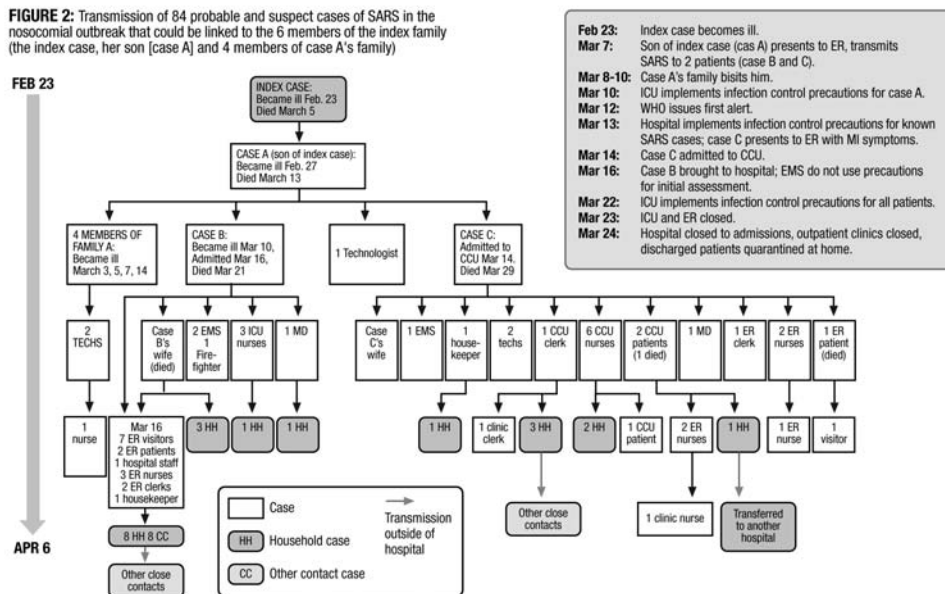 FIGURE 2: Transmission of 84 probable and suspect cases of SARS in the
nosocomial outbreak that could be linked to the 6 members of the index family
(the index case, her son [case A] and 4 members of case A's family)
Feb 23: Index case becomes ill.
Mar 7: Son of index case (cas A) presents to ER, transmits
SARS to 2 patients (case B and C).
Mar 8-10: Case A's family bisits him.
Mar 10: ICU implements infection control precautions for case A.
Mar 12: WHO issues first alert.
Mar 13: Hospital implements infection control precautions for known
SARS cases; case C presents to ER with MI symptoms.
Mar 14: Case C admitted to CCU.
Mar 16: Case B brought to hospital; EMS do not use precautions
for initial assessment.
Mar 22: ICU implements infection control precautions for all patients.
Mar 23: ICU and ER closed.
Mar 24: Hospital closed to admissions, outpatient clinics closed,
discharged patients quarantined at home.
FEB 23
INDEX CASE:
Became ill Feb. 23
Died March 5
CASE A (son of index case):
Became ill Feb. 27
Died March 13
4 MEMBERS OF
FAMILY A:
Became ill
March 3, 5, 7, 14
CASE B:
Became ill Mar 10,
Admitted Mar 16,
Died Mar 21
1 Technologist
CASE C:
Admitted to
CCU Mar 14.
Died Mar 29
2
TECHS
Case
B's
wife
(died)
2 EMS
1
Fire-
fighter
3 ICU
nurses
1 MD
Case
C's
wife
1 EMS
1
house-
keeper
2
techs
1 CCU
clerk
6 CCU
nurses
2 CCU
patients
(1 died)
1 MD
1 ER
clerk
2 ER
nurses
1 ER
patient
(died)
1
nurse
Mar 16
7 ER visitors
2 ER patients
1 hospital staff
3 ER nurses
2 ER clerks
1 housekeeper
3 HH
1 HH
1 HH
1 HH
1 clinic
clerk
3 HH
2 HH
1 CCU
patient
2 ER
nurses
1 HH
1 ER
nurse
1
visitor
Other close
contacts
1 clinic nurse
Transferred
to another
hospital
8 HH 8 CC
Other close
contacts
APR 6
Case
HH Household case
CC Other contact case
Transmission
outside of
hospital